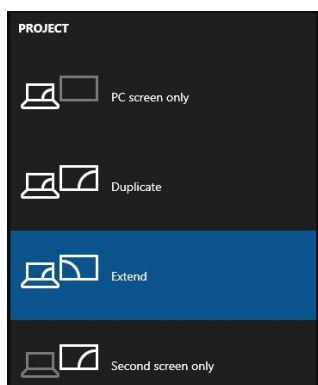 PROJECT
PC screen only
Duplicate
Extend
Second screen only